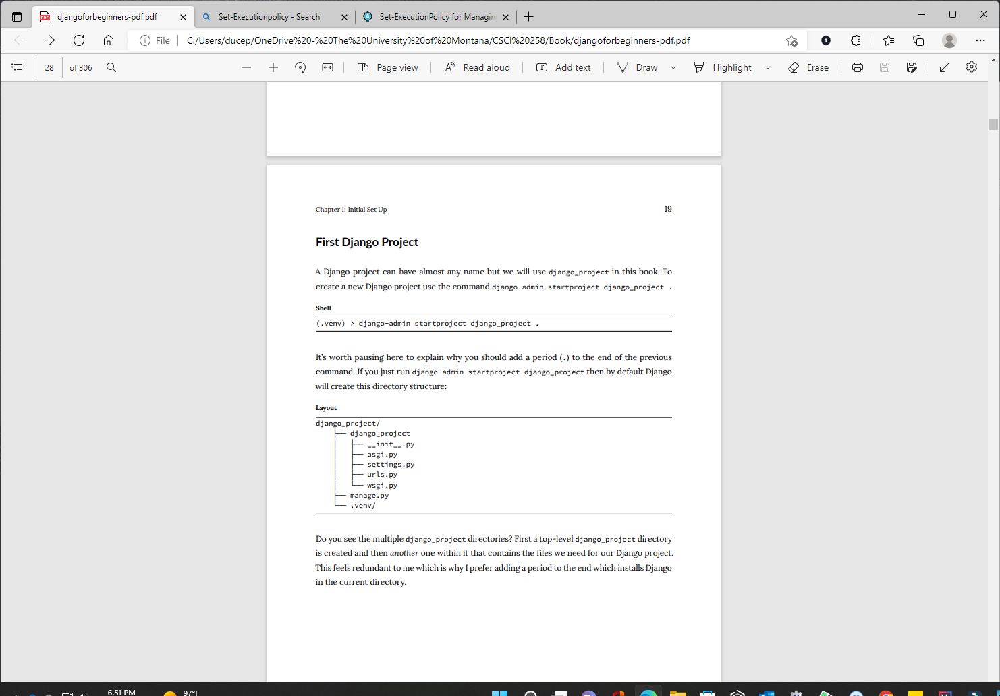 djangoforbeginners-pdf.pdf
Set-Executionpolicy - Search
Set-ExecutionPolicy for Managin
File
C:/Users/ducep/OneDrive%20-%20The%20University%20of%20Montana/CSCI%20258/Book/djangoforbeginners-pdf.pdf
28 of 306
Page view
Read aloud
Add text
Draw
Highlight
Erase
Chapter 1: Initial Set Up 19
First Django Project
A Django project can have almost any name but we will use django_project in this book. To
create a new Django project use the command django-admin startproject django_project .
Shell
(.venv) > django-admin startproject django_project .
It's worth pausing here to explain why you should add a period (.) to the end of the previous
command. If you just run django-admin startproject django_project then by default Django
will create this directory structure:
Layout
django_project/
├── django_project
│ ├── __init__.py
│ ├── asgi.py
│ ├── settings.py
│ ├── urls.py
│ └── wsgi.py
├── manage.py
└── .venv/
Do you see the multiple django_project directories? First a top-level django_project directory
is created and then another one within it that contains the files we need for our Django project.
This feels redundant to me which is why I prefer adding a period to the end which installs Django
in the current directory.
6:51 PM
97°F